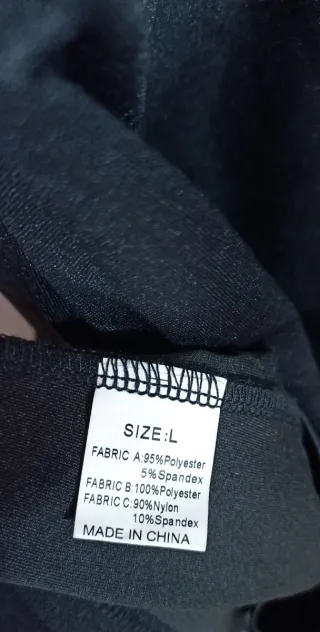 SIZE:L
FABRIC A:95%Polyester
5%Spandex
FABRIC B:100%Polyester
FABRIC C:90%Nylon
10%Spandex
MADE IN CHINA